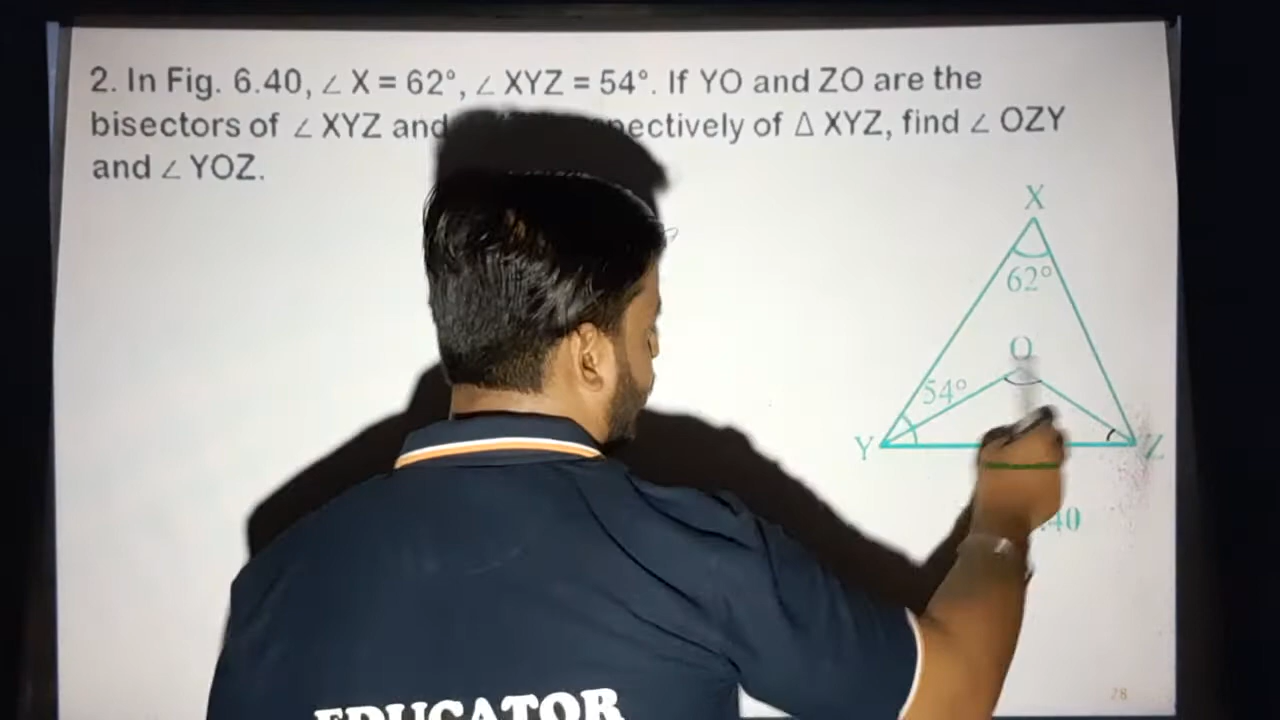 2. In Fig. 6.40, ∠ X = 62°, ∠ XYZ = 54°. If YO and ZO are the
bisectors of ∠ XYZ and of Δ XYZ, find ∠ OZY
and ∠ YOZ.
X
62°
O
54°
Y
Z
.40
EDUCATOR
28